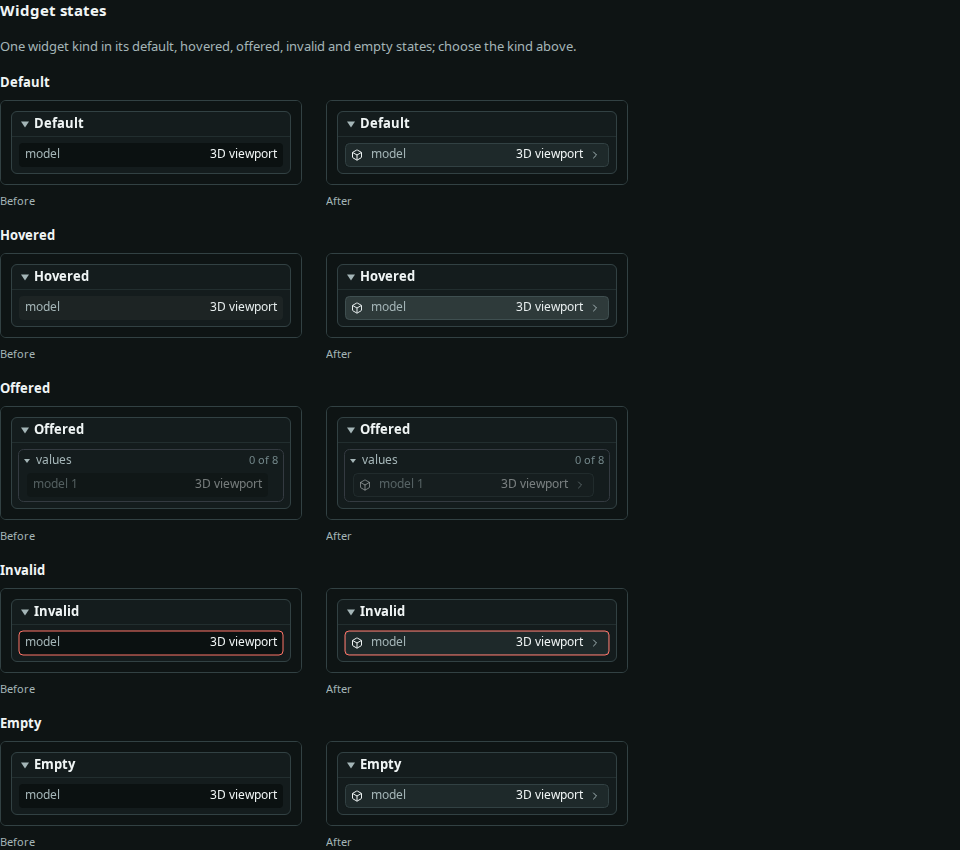 Widget states
One widget kind in its default, hovered, offered, invalid and empty states; choose the kind above.
Default
Default
model 3D viewport
Before
Default
model 3D viewport
After
Hovered
Hovered
model 3D viewport
Before
Hovered
model 3D viewport
After
Offered
Offered
values 0 of 8
model 1 3D viewport
Before
Offered
values 0 of 8
model 1 3D viewport
After
Invalid
Invalid
model 3D viewport
Before
Invalid
model 3D viewport
After
Empty
Empty
model 3D viewport
Before
Empty
model 3D viewport
After